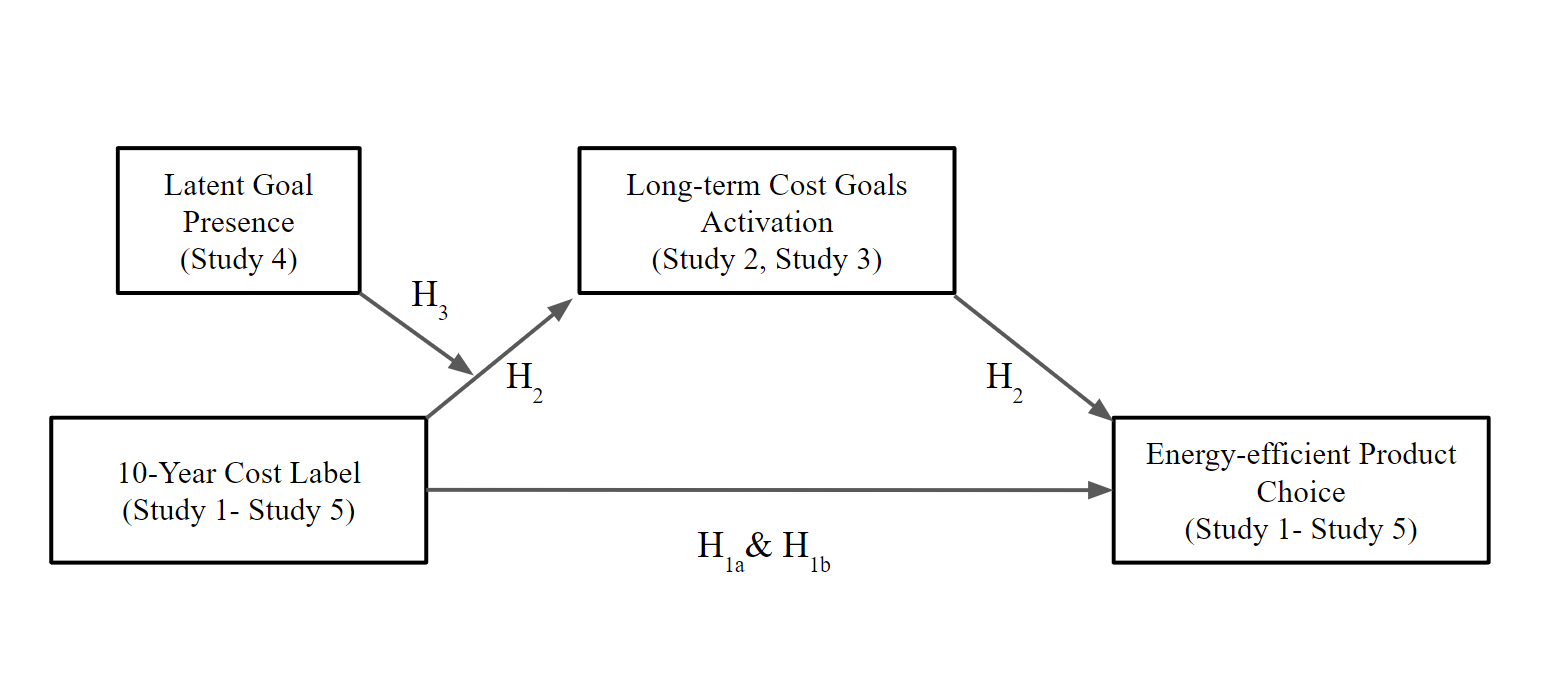 Latent Goal
Presence
(Study 4)
Long-term Cost Goals
Activation
(Study 2, Study 3)
H3
H2
H2
10-Year Cost Label
(Study 1- Study 5)
Energy-efficient Product
Choice
(Study 1- Study 5)
H1a& H1b